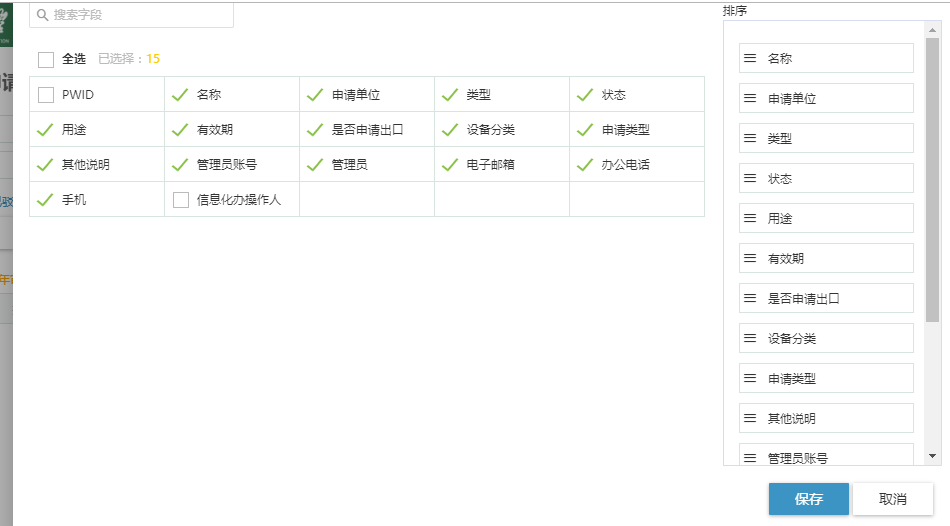 排序
搜索字段
全选 已选择：15
PWID 名称 申请单位 类型 状态
用途 有效期 是否申请出口 设备分类 申请类型
其他说明 管理员账号 管理员 电子邮箱 办公电话
手机 信息化办操作人
名称
申请单位
类型
状态
用途
有效期
是否申请出口
设备分类
申请类型
其他说明
管理员账号
保存 取消